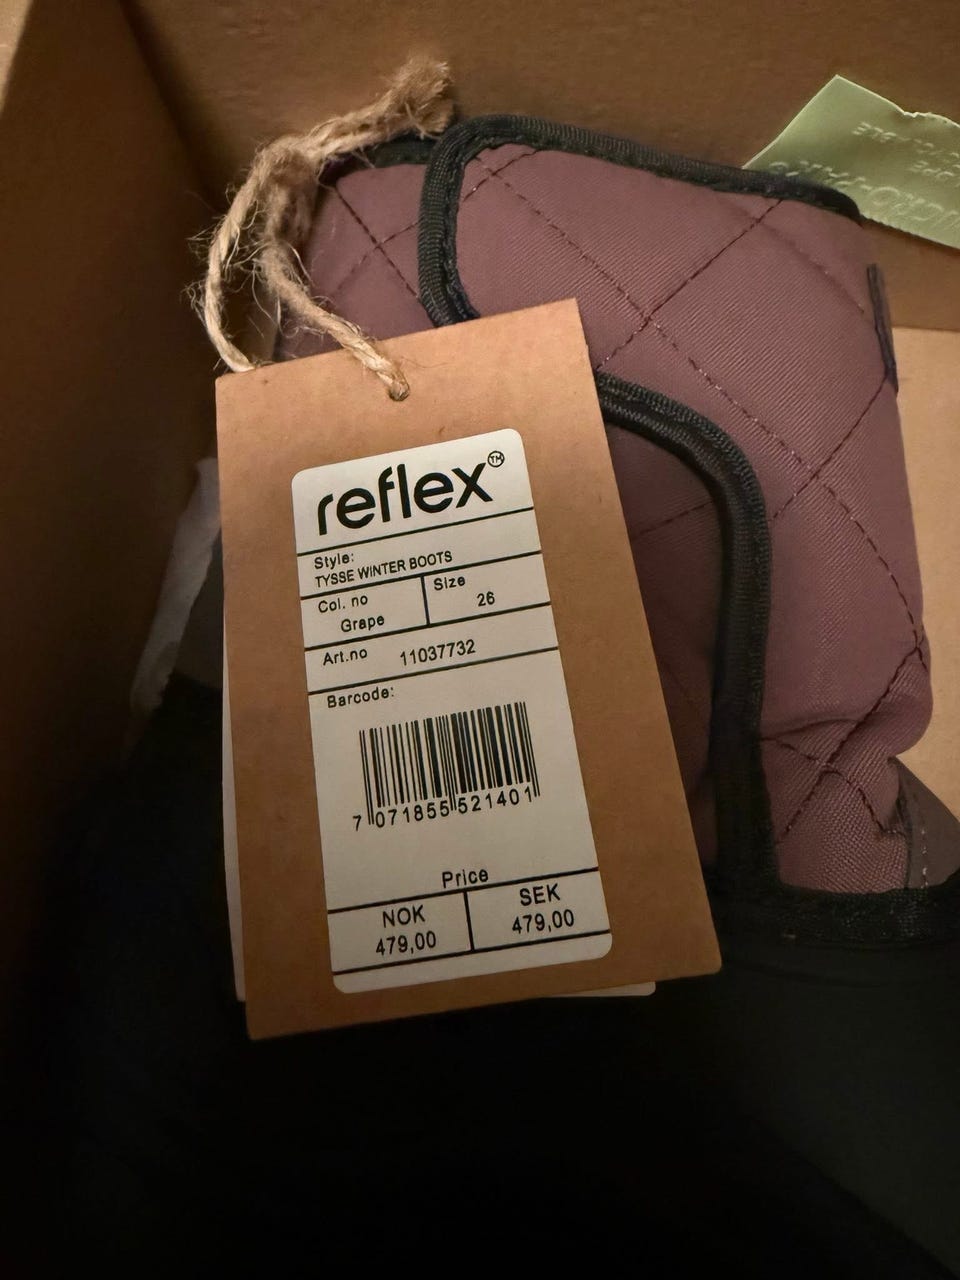 reflex™
Style:
TYSSE WINTER BOOTS
Col. no
Grape
Size
26
Art.no 11037732
Barcode:
7 071855 521401
Price
NOK
479,00
SEK
479,00